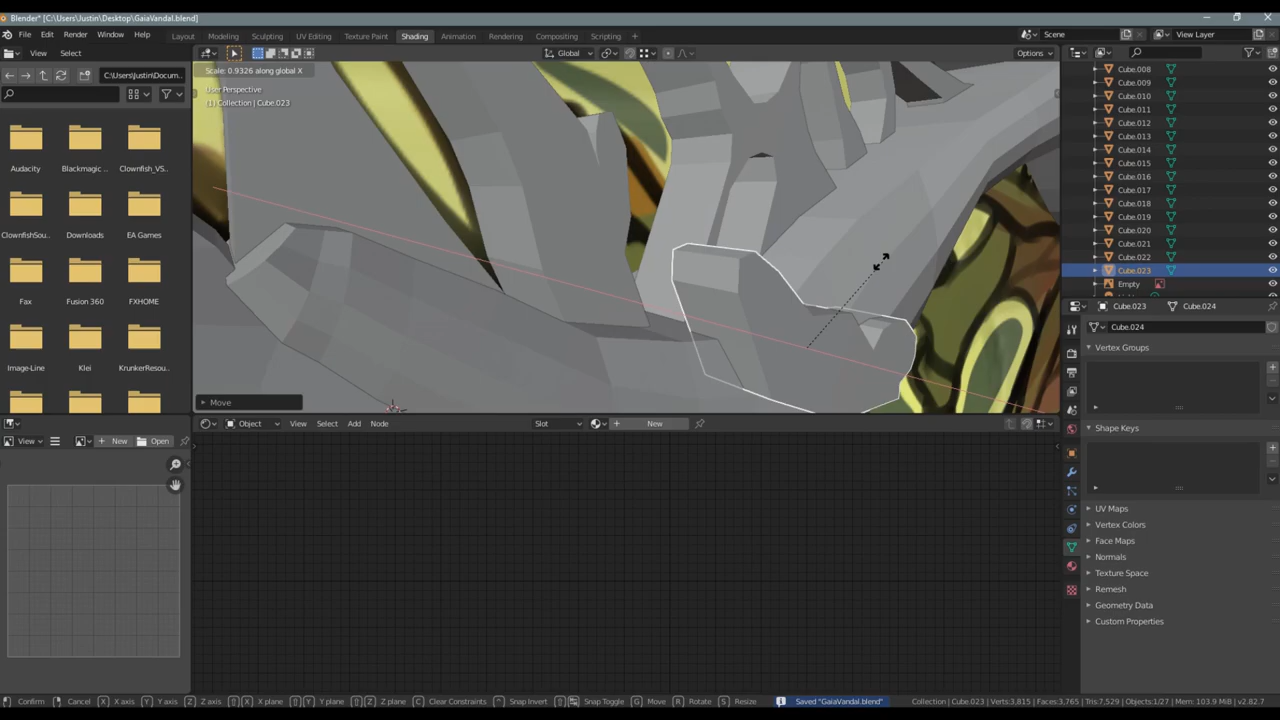 Blender* [C:\Users\Justin\Desktop\GaiaVandal.blend]
File Edit Render Window Help Layout Modeling Sculpting UV Editing Texture Paint Shading Animation Rendering Compositing Scripting + Scene View Layer
View Select Global Options
C:\Users\Justin\Docum...
Scale: 0.9326 along global X
User Perspective
(1) Collection | Cube.023
Audacity Blackmagic ... Clownfish_VS...
ClownfishSou... Downloads EA Games
Fax Fusion 360 FXHOME
Image-Line Klei KrunkerResou...
Move
Cube.008
Cube.009
Cube.010
Cube.011
Cube.012
Cube.013
Cube.014
Cube.015
Cube.016
Cube.017
Cube.018
Cube.019
Cube.020
Cube.021
Cube.022
Cube.023
Empty
Cube.023 Cube.024
Cube.024
Vertex Groups
Shape Keys
UV Maps
Vertex Colors
Face Maps
Normals
Texture Space
Remesh
Geometry Data
Custom Properties
View New Open
Object View Select Add Node Slot New
Confirm Cancel X X axis Y Y axis Z Z axis X X plane Y Y plane Z Z plane C Clear Constraints Snap Invert Snap Toggle G Move R Rotate S Resize Saved "GaiaVandal.blend" Collection | Cube.023 | Verts:3,815 | Faces:3,765 | Tris:7,529 | Objects:1/27 | Mem: 103.9 MiB | v2.82.7